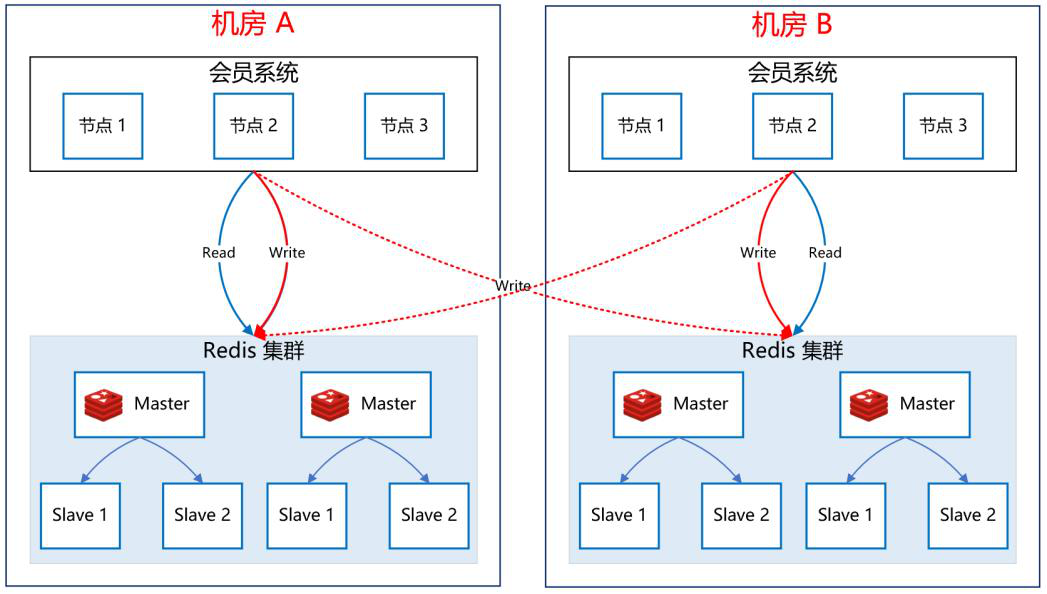 机房 A
会员系统
节点 1
节点 2
节点 3
Read
Write
Redis 集群
Master
Master
Slave 1
Slave 2
Slave 1
Slave 2
Write
机房 B
会员系统
节点 1
节点 2
节点 3
Write
Read
Redis 集群
Master
Master
Slave 1
Slave 2
Slave 1
Slave 2